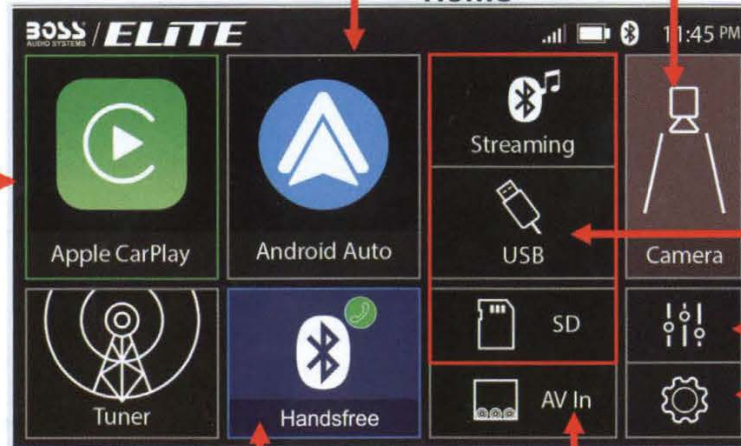 Home
BOSS / ELITE
AUDIO SYSTEMS
11:45 PM
Apple CarPlay
Android Auto
Streaming
USB
Camera
Tuner
Handsfree
SD
AV In